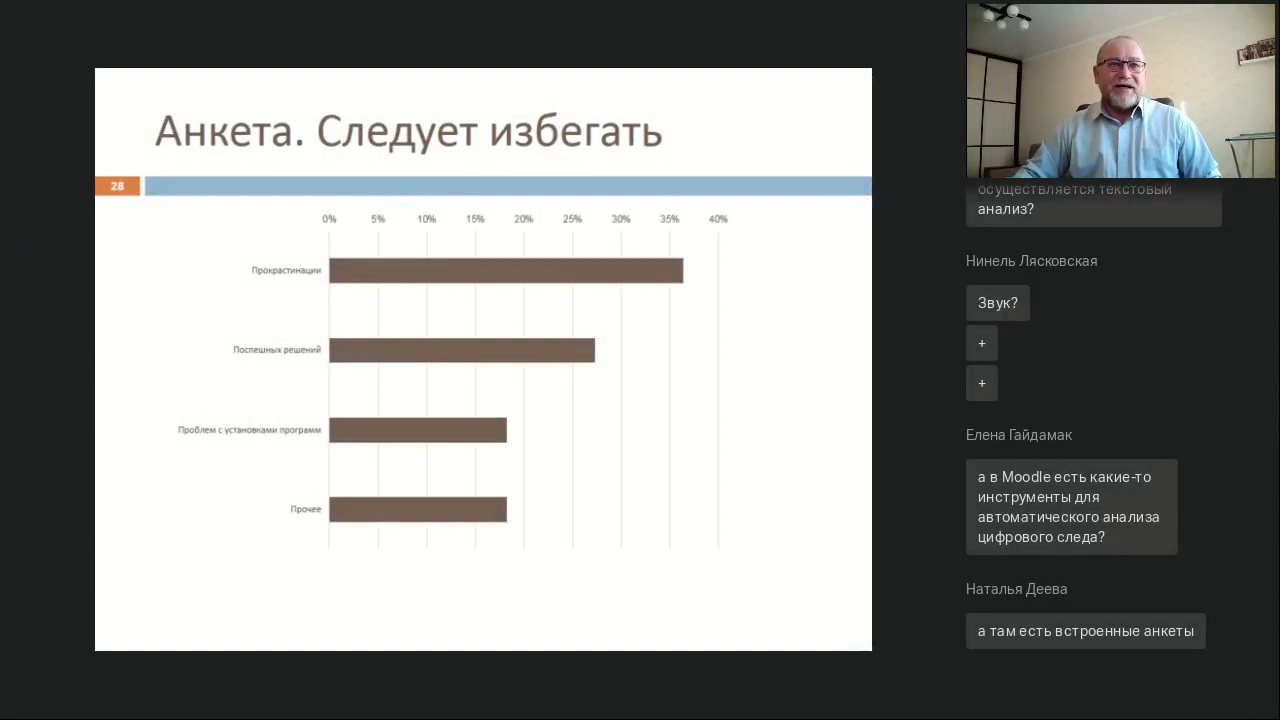 Анкета. Следует избегать
28
0% 5% 10% 15% 20% 25% 30% 35% 40%
Прокрастинации
Поспешных решений
Проблем с установками программ
Прочее
осуществляется текстовый
анализ?
Нинель Лясковская
Звук?
+
+
Елена Гайдамак
а в Moodle есть какие-то
инструменты для
автоматического анализа
цифрового следа?
Наталья Деева
а там есть встроенные анкеты